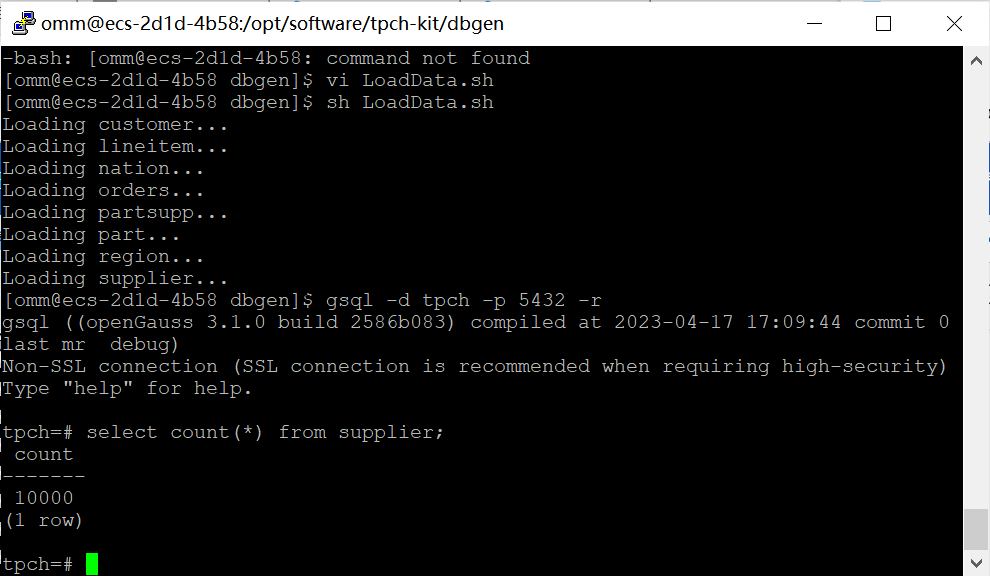 omm@ecs-2d1d-4b58:/opt/software/tpch-kit/dbgen
-bash: [omm@ecs-2d1d-4b58: command not found
[omm@ecs-2d1d-4b58 dbgen]$ vi LoadData.sh
[omm@ecs-2d1d-4b58 dbgen]$ sh LoadData.sh
Loading customer...
Loading lineitem...
Loading nation...
Loading orders...
Loading partsupp...
Loading part...
Loading region...
Loading supplier...
[omm@ecs-2d1d-4b58 dbgen]$ gsql -d tpch -p 5432 -r
gsql ((openGauss 3.1.0 build 2586b083) compiled at 2023-04-17 17:09:44 commit 0
last mr  debug)
Non-SSL connection (SSL connection is recommended when requiring high-security)
Type "help" for help.
tpch=# select count(*) from supplier;
count
-------
10000
(1 row)
tpch=#